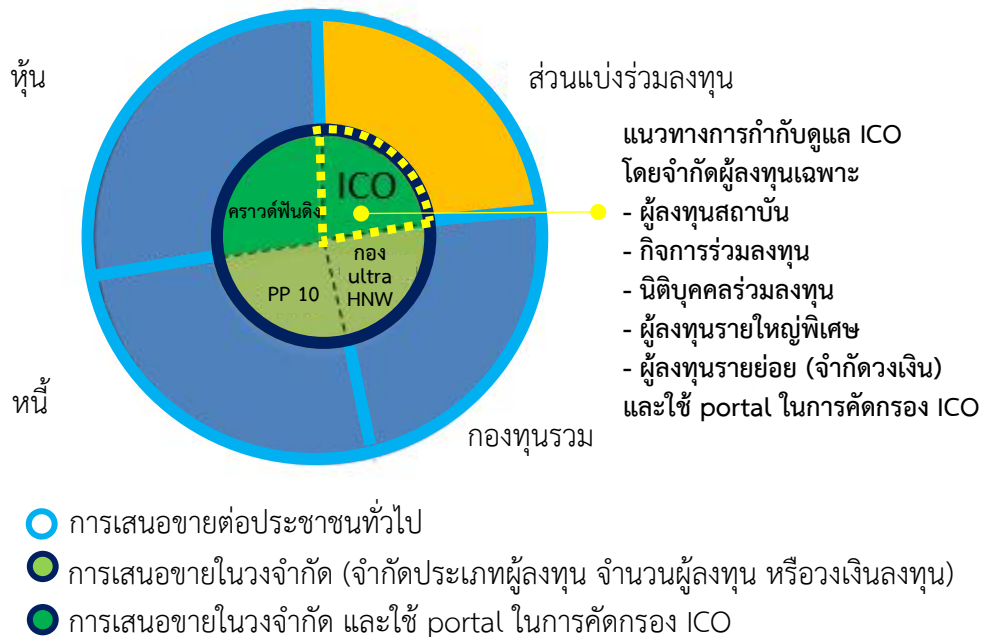 หุ้น
ส่วนแบ่งร่วมลงทุน
แนวทางการกำกับดูแล ICO
โดยจำกัดผู้ลงทุนเฉพาะ
- ผู้ลงทุนสถาบัน
- กิจการร่วมลงทุน
- นิติบุคคลร่วมลงทุน
- ผู้ลงทุนรายใหญ่พิเศษ
- ผู้ลงทุนรายย่อย (จำกัดวงเงิน)
และใช้ portal ในการคัดกรอง ICO
ICO
คราวด์ฟันดิง
กอง
ultra
HNW
PP 10
หนี้
กองทุนรวม
การเสนอขายต่อประชาชนทั่วไป
การเสนอขายในวงจำกัด (จำกัดประเภทผู้ลงทุน จำนวนผู้ลงทุน หรือวงเงินลงทุน)
การเสนอขายในวงจำกัด และใช้ portal ในการคัดกรอง ICO